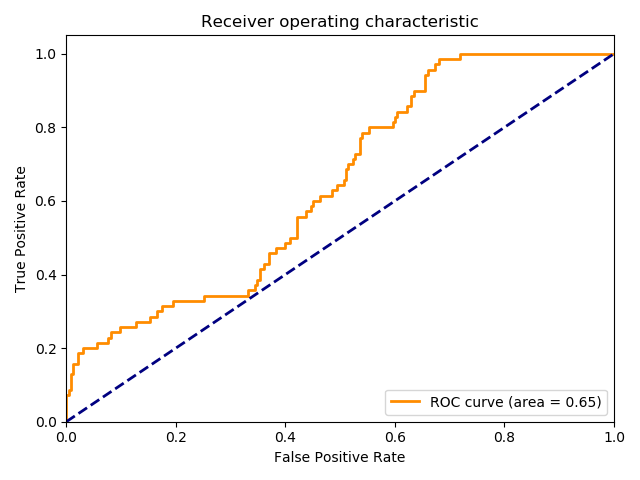 Receiver operating characteristic
True Positive Rate
1.0
0.8
0.6
0.4
0.2
0.0
0.0 0.2 0.4 0.6 0.8 1.0
False Positive Rate
ROC curve (area = 0.65)